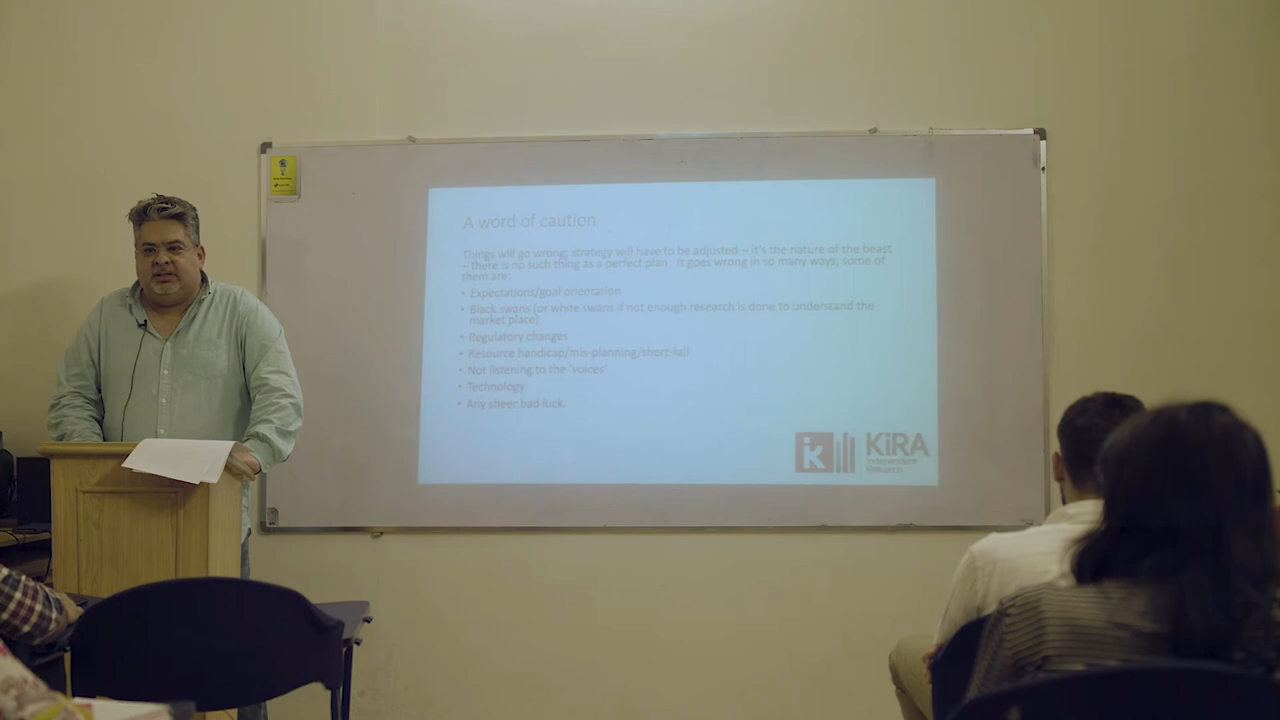 A word of caution
Things will go wrong; strategy will have to be adjusted – it's the nature of the beast
– there is no such thing as a perfect plan. It goes wrong in so many ways, some of
them are:
• Expectations/goal orientation
• Black swans (or white swans if not enough research is done to understand the
market place)
• Regulatory changes
• Resource handicap/mis-planning/short-fall
• Not listening to the 'voices'
• Technology
• Any sheer bad luck.
iK
KiRA
Independent
Research